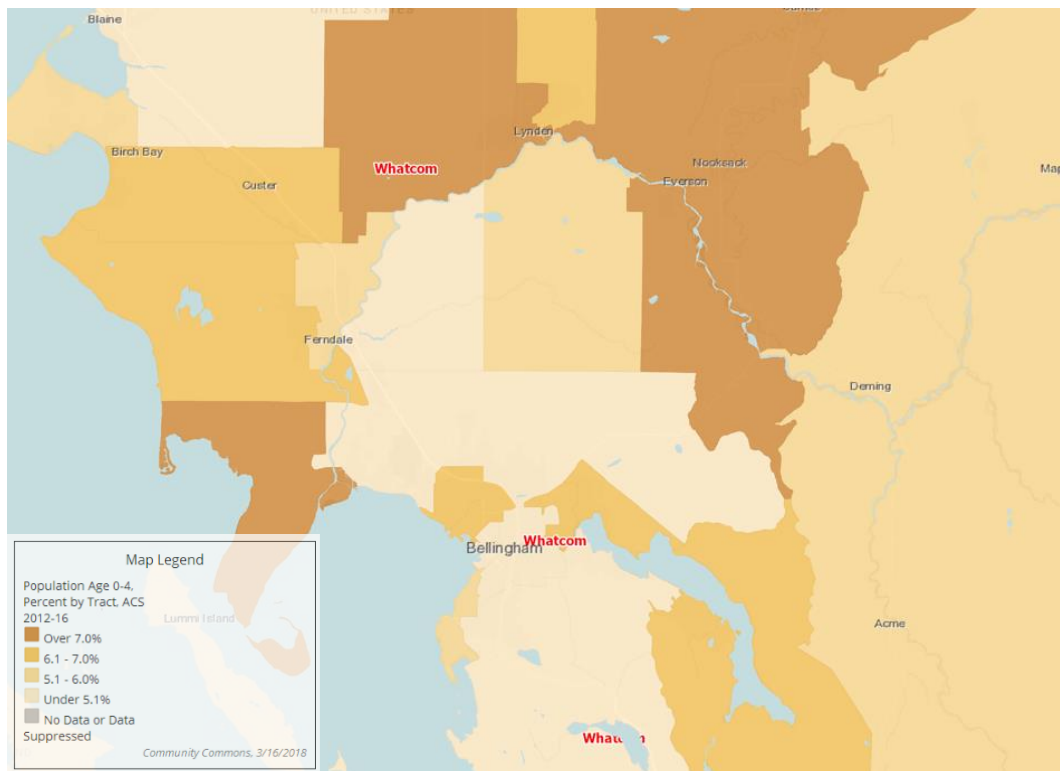 UNITED STATES
Blaine
Lynden
Birch Bay
Whatcom
Nooksack
Custer
Everson
Ferndale
Deming
Bellingham
Whatcom
Acme
Whatcom
Lummi Island
Map Legend
Population Age 0-4,
Percent by Tract, ACS
2012-16
Over 7.0%
6.1 - 7.0%
5.1 - 6.0%
Under 5.1%
No Data or Data
Suppressed
Community Commons, 3/16/2018